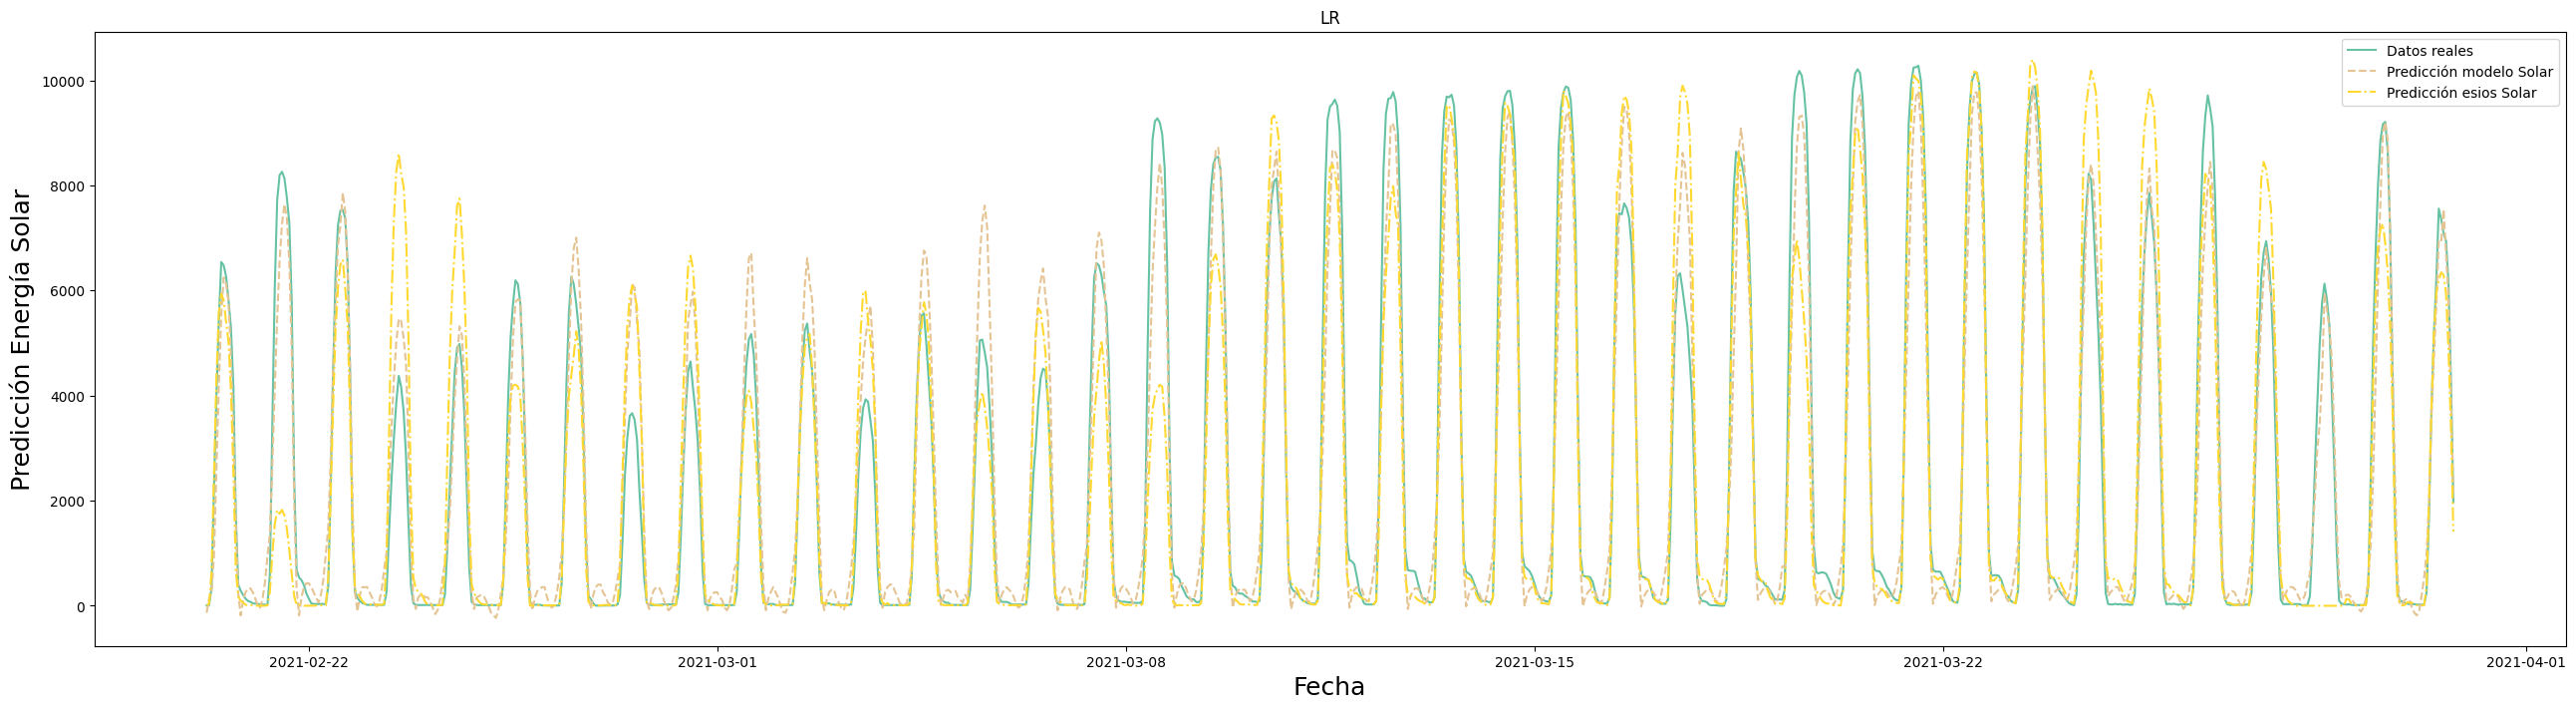 LR
Datos reales
Predicción modelo Solar
Predicción esios Solar
Predicción Energía Solar
10000
8000
6000
4000
2000
0
2021-02-22
2021-03-01
2021-03-08
2021-03-15
2021-03-22
2021-04-01
Fecha